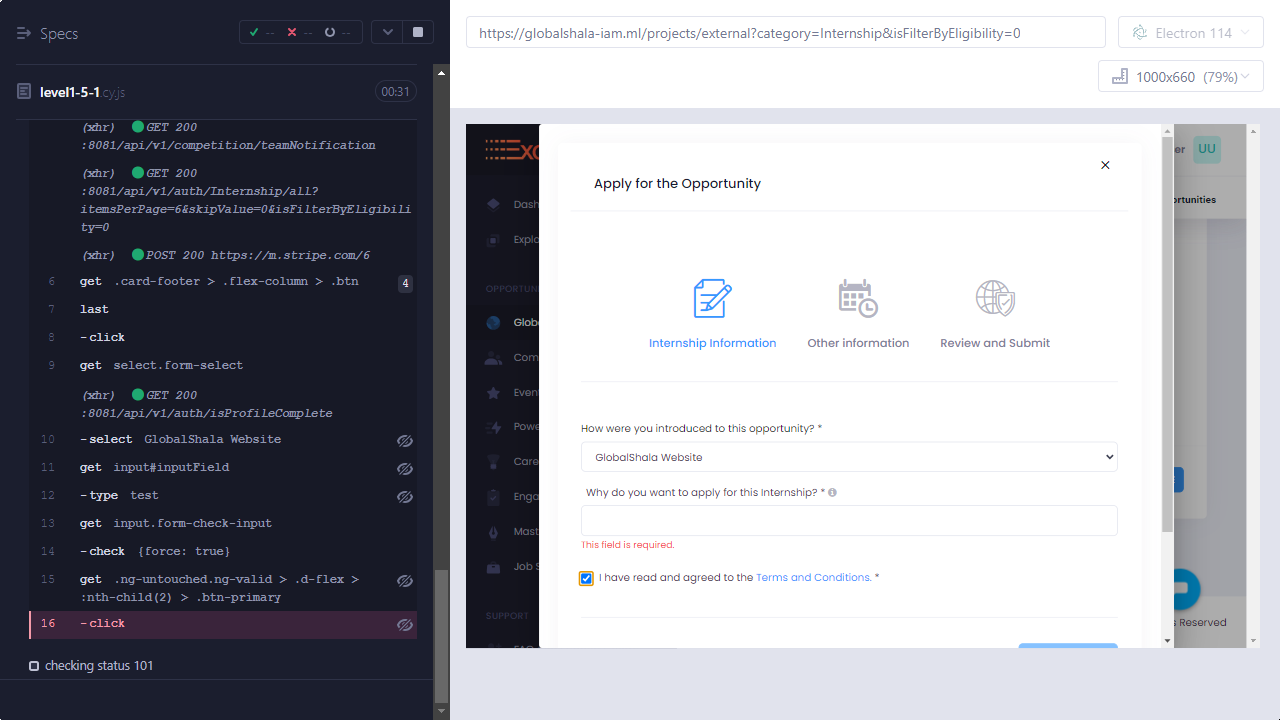 Specs
-- -- --
level1-5-1.cy.js
00:31
(xhr) GET 200
:8081/api/v1/competition/teamNotification
(xhr) GET 200
:8081/api/v1/auth/Internship/all?
itemsPerPage=6&skipValue=0&isFilterByEligibili
ty=0
(xhr) POST 200 https://m.stripe.com/6
6 get .card-footer > .flex-column > .btn 4
7 last
8 -click
9 get select.form-select
(xhr) GET 200
:8081/api/v1/auth/isProfileComplete
10 -select GlobalShala Website
11 get input#inputField
12 -type test
13 get input.form-check-input
14 -check {force: true}
15 get .ng-untouched.ng-valid > .d-flex >
:nth-child(2) > .btn-primary
16 -click
checking status 101
https://globalshala-iam.ml/projects/external?category=Internship&isFilterByEligibility=0
Electron 114
1000x660 (79%)
Exc
Dash
Explo
OPPORTUN
Glob
Com
Even
Powe
Care
Enga
Mast
Job S
SUPPORT
FAQ
er UU
ortunities
s Reserved
Apply for the Opportunity
Internship Information
Other information
Review and Submit
How were you introduced to this opportunity? *
GlobalShala Website
Why do you want to apply for this Internship? *
This field is required.
I have read and agreed to the Terms and Conditions. *